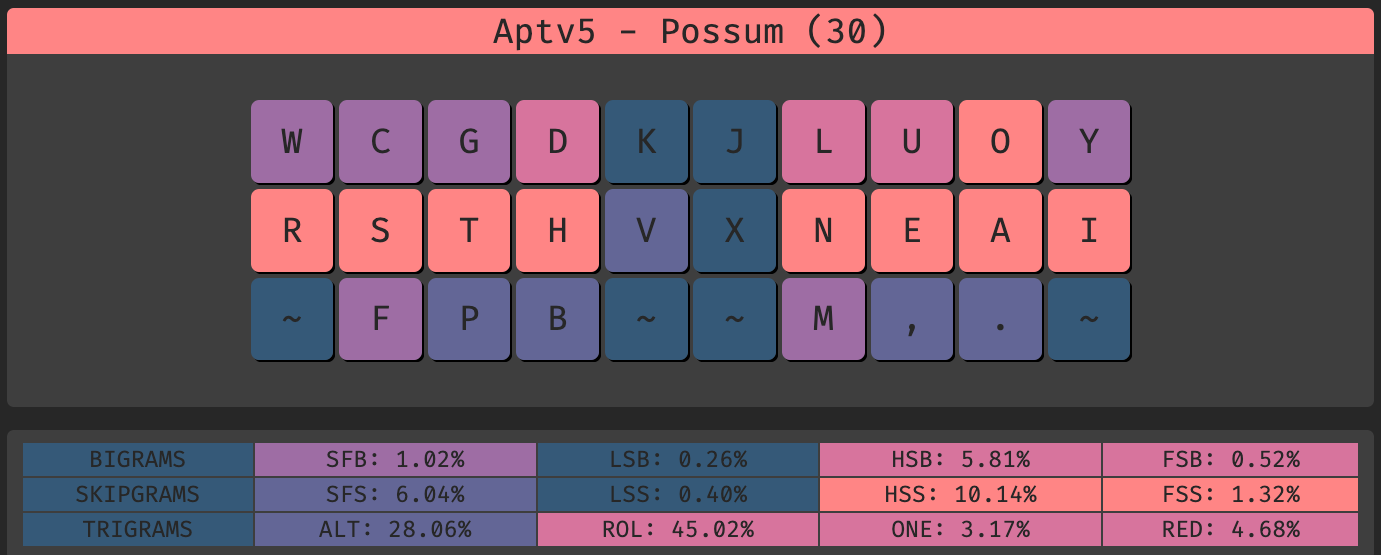 Aptv5 - Possum (30)
W C G D K J L U O Y
R S T H V X N E A I
~ F P B ~ ~ M , . ~
BIGRAMS SFB: 1.02% LSB: 0.26% HSB: 5.81% FSB: 0.52%
SKIPGRAMS SFS: 6.04% LSS: 0.40% HSS: 10.14% FSS: 1.32%
TRIGRAMS ALT: 28.06% ROL: 45.02% ONE: 3.17% RED: 4.68%